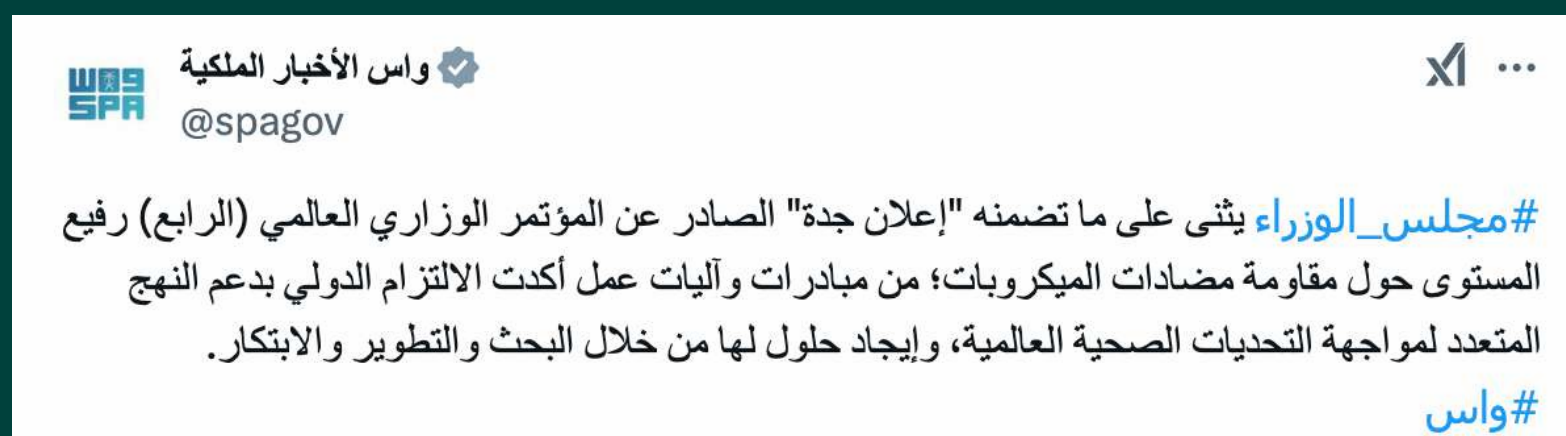 واس الأخبار الملكية
@spagov
واس
SPA
#مجلس_الوزراء يثنى على ما تضمنه "إعلان جدة" الصادر عن المؤتمر الوزاري العالمي (الرابع) رفيع
المستوى حول مقاومة مضادات الميكروبات؛ من مبادرات وآليات عمل أكدت الالتزام الدولي بدعم النهج
المتعدد لمواجهة التحديات الصحية العالمية، وإيجاد حلول لها من خلال البحث والتطوير والابتكار.
#واس